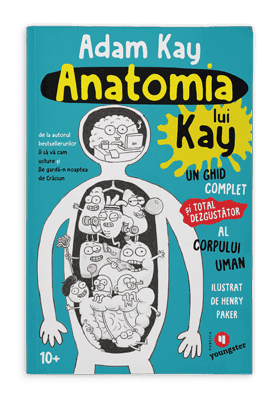 Adam Kay
Anatomia
lui
Kay
de la autorul
bestsellerurilor
O să vă cam
usture și
De gardă-n noaptea
de Crăciun
UN GHID
COMPLET
ȘI TOTAL
DEZGUSTĂTOR
AL
CORPULUI
UMAN
ILUSTRAT
DE HENRY
PAKER
10+
youngster